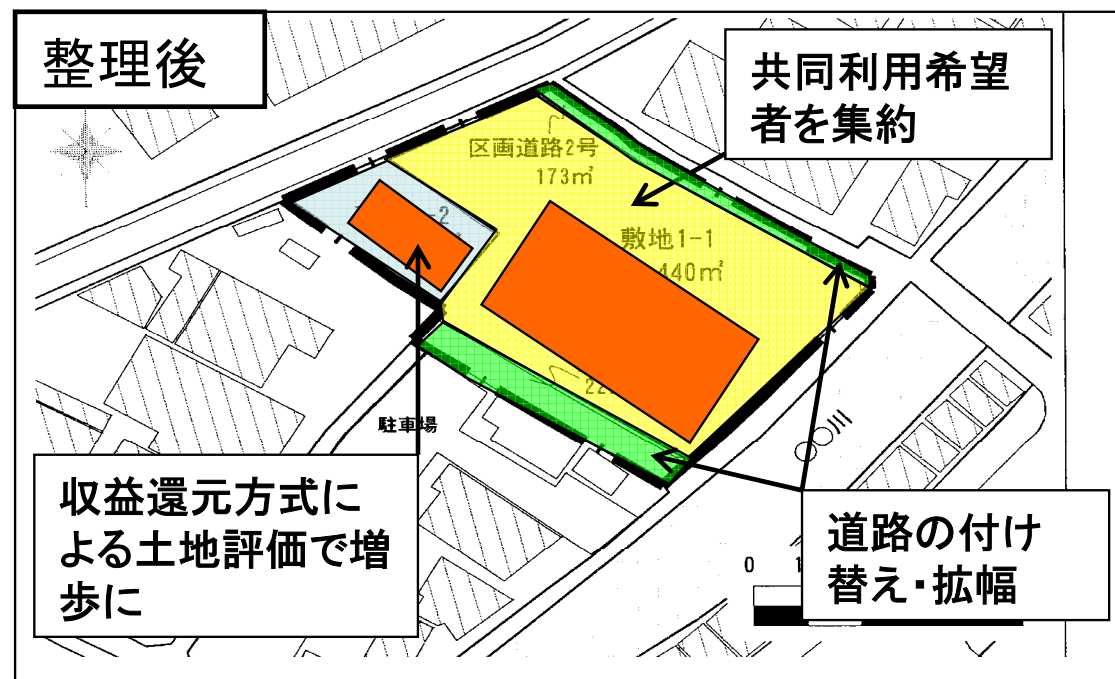 整理後
共同利用希望
者を集約
区画道路2号
173㎡
敷地1-1
440㎡
駐車場
収益還元方式に
よる土地評価で増
歩に
道路の付け
替え・拡幅
0